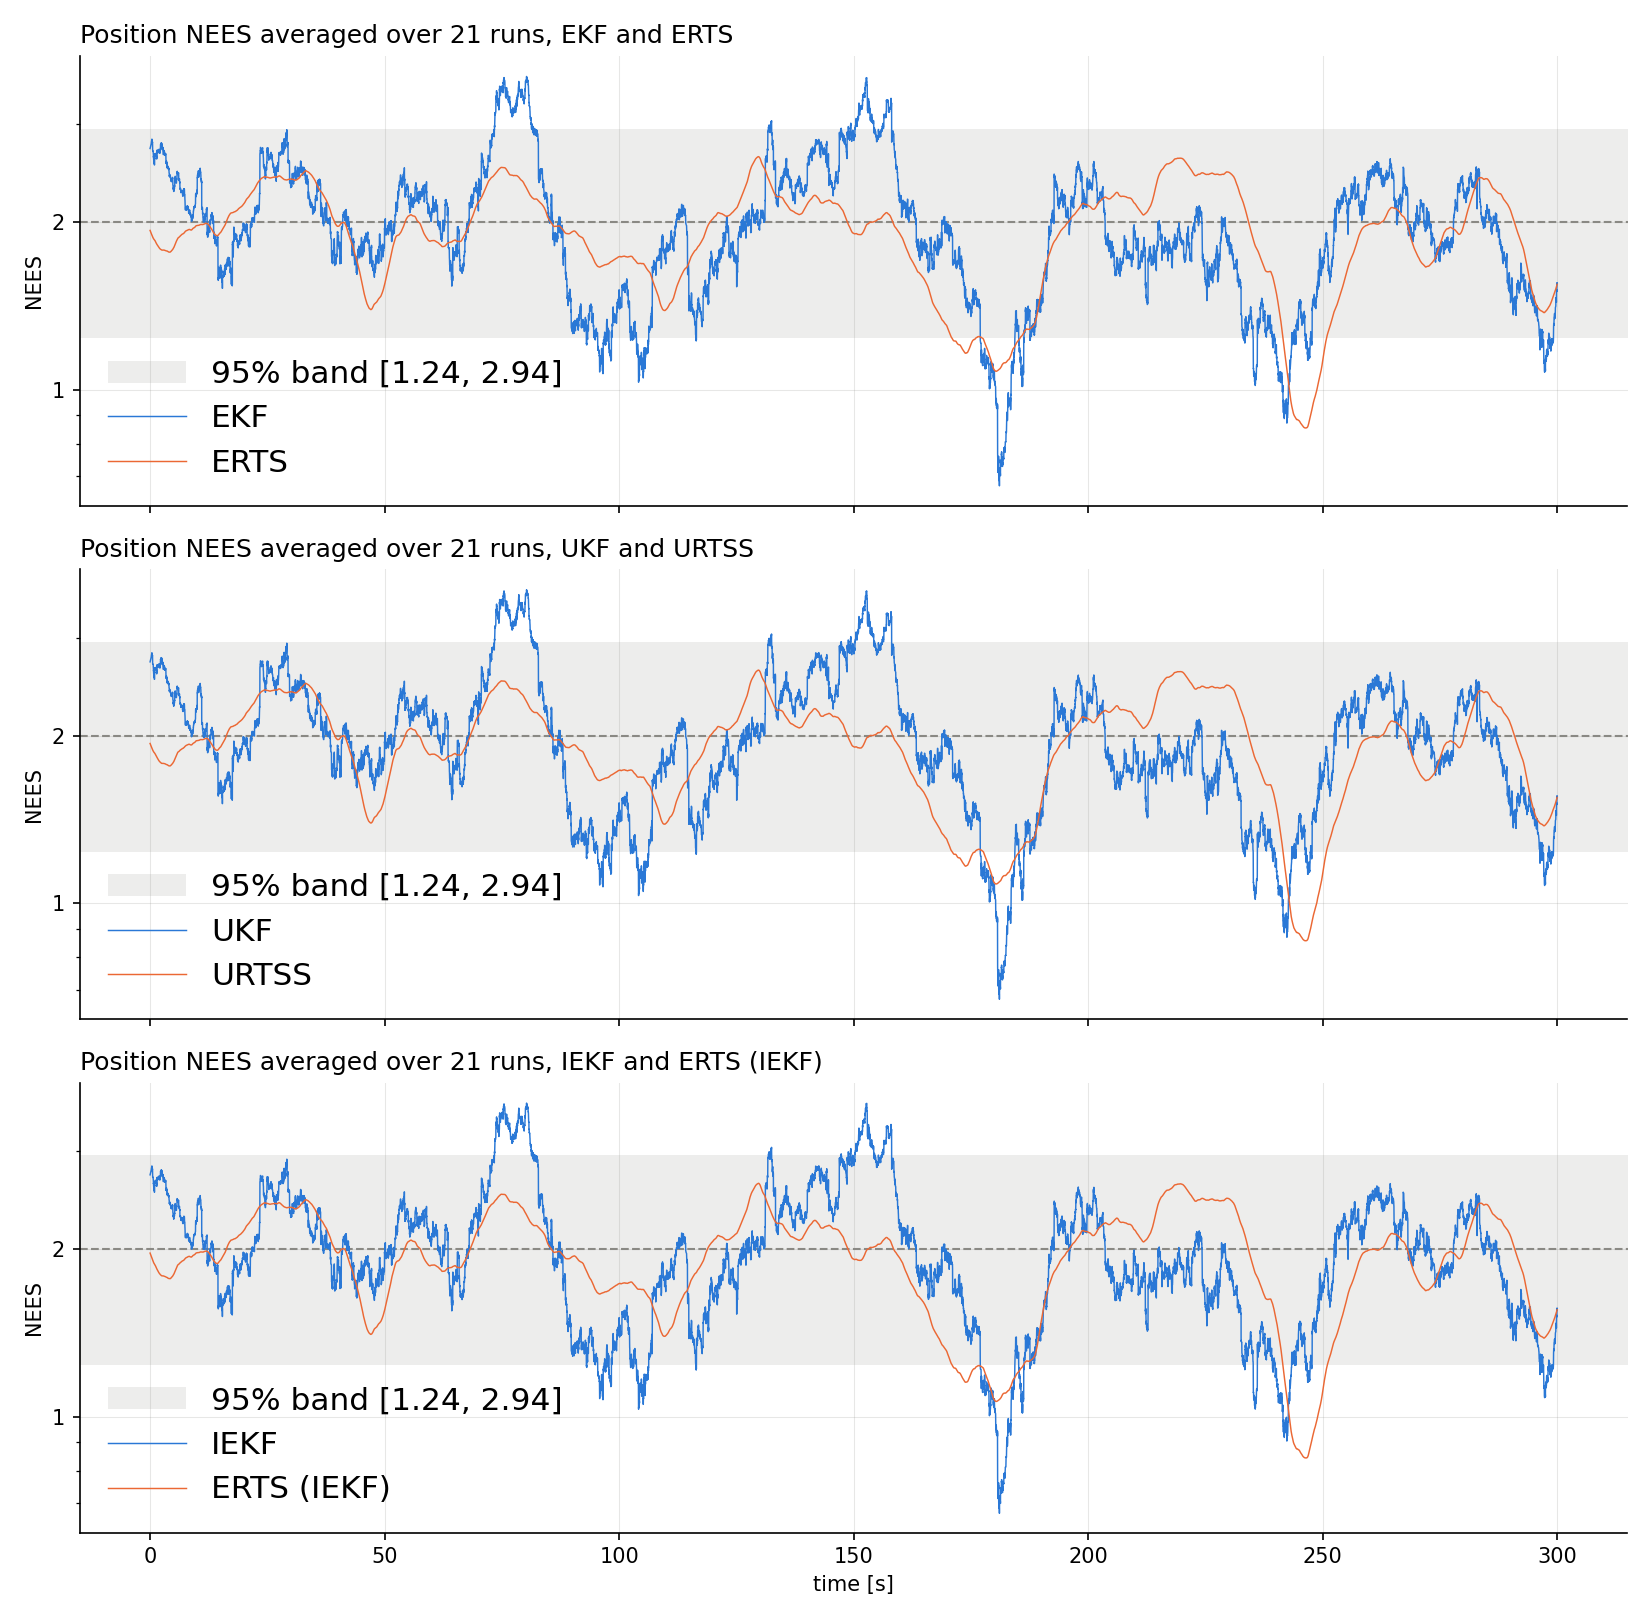 Position NEES averaged over 21 runs, EKF and ERTS
2
1
NEES
95% band [1.24, 2.94]
EKF
ERTS
Position NEES averaged over 21 runs, UKF and URTSS
2
1
NEES
95% band [1.24, 2.94]
UKF
URTSS
Position NEES averaged over 21 runs, IEKF and ERTS (IEKF)
2
1
NEES
95% band [1.24, 2.94]
IEKF
ERTS (IEKF)
0 50 100 150 200 250 300
time [s]